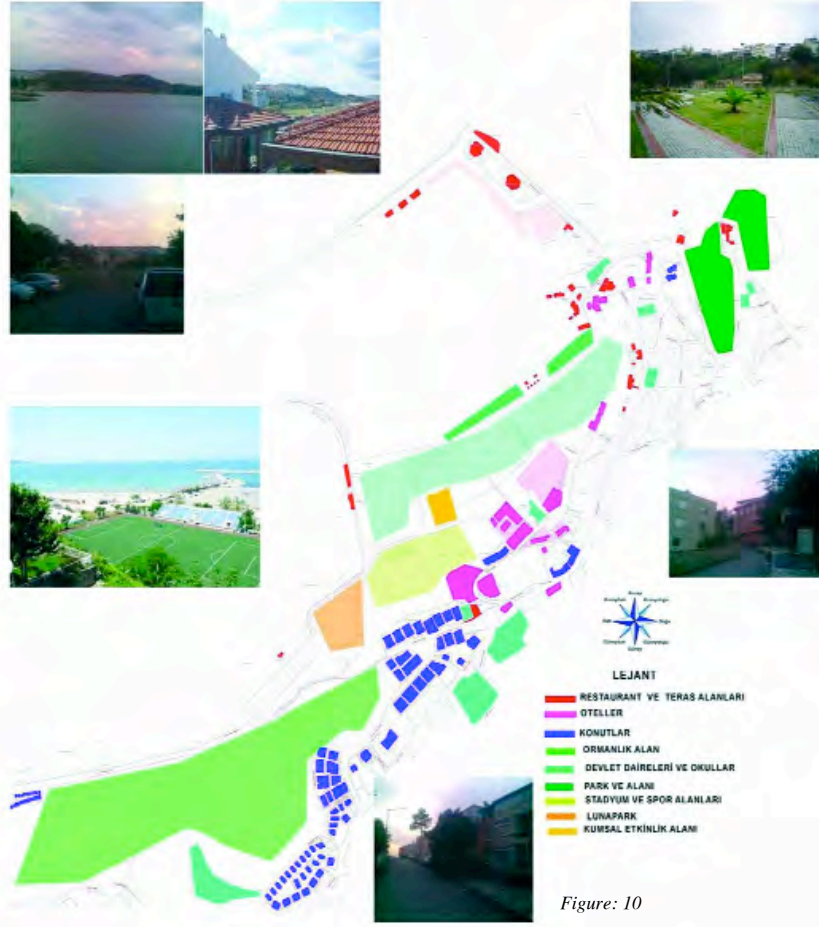 LEJANT
RESTAURANT VE TERAS ALANLARI
OTELLER
KONUTLAR
ORMANLIK ALAN
DEVLET DAİRELERİ VE OKULLAR
PARK VE ALANI
STADYUM VE SPOR ALANLARI
LUNAPARK
KUMSAL ETKİNLİK ALANI
Figure: 10